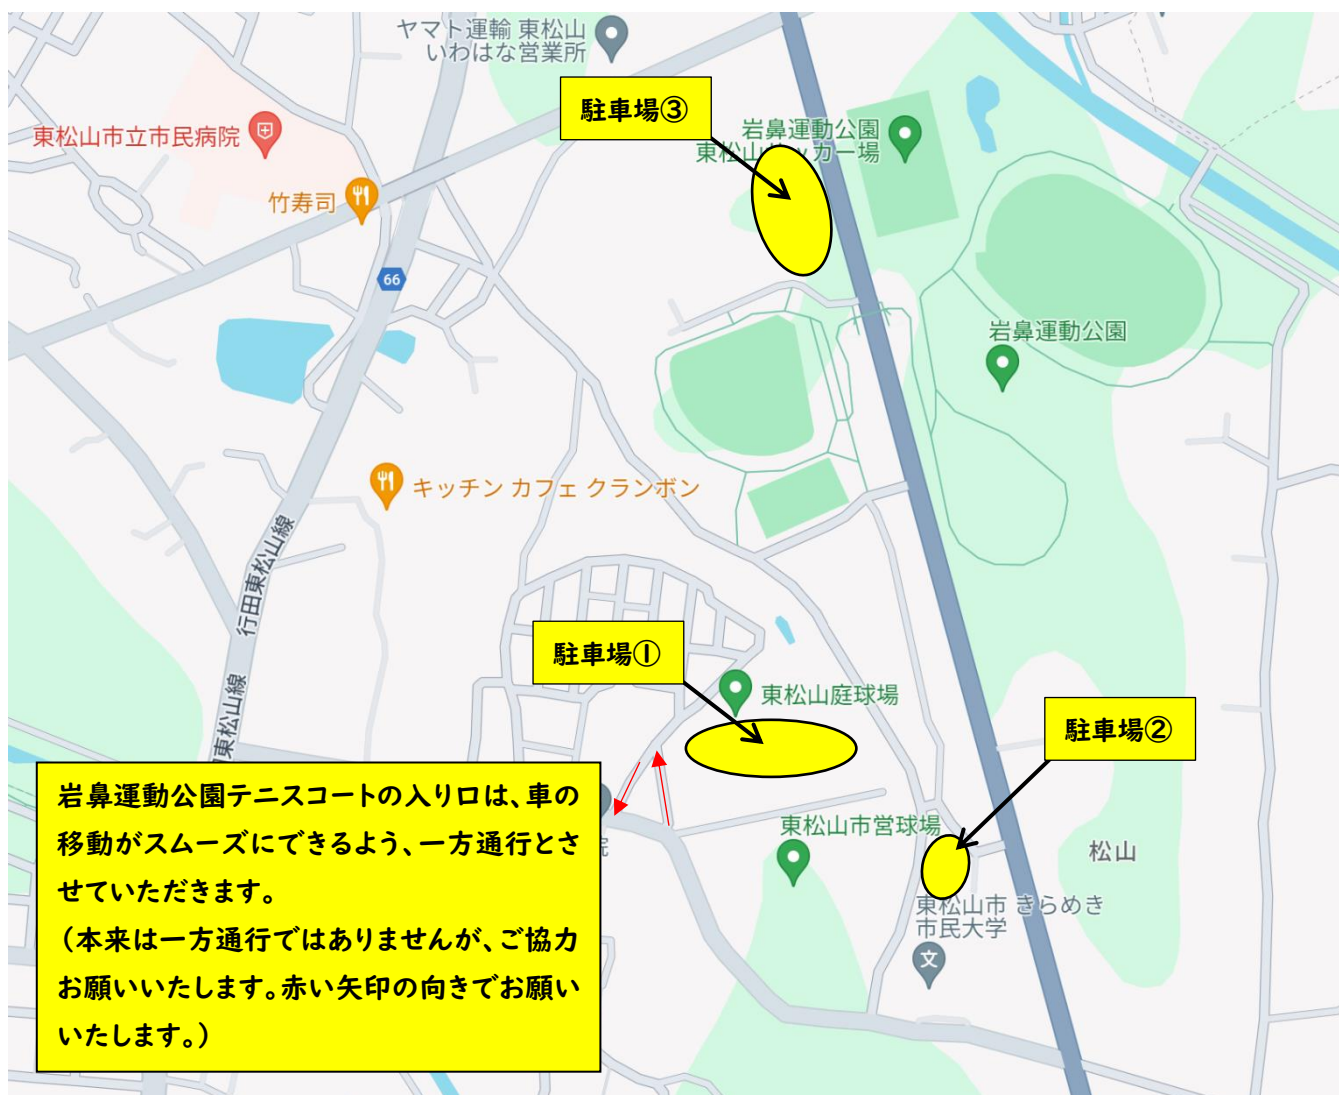 ヤマト運輸 東松山
いわはな営業所
駐車場③
岩鼻運動公園
東松山サッカー場
東松山市立市民病院
竹寿司
66
岩鼻運動公園
キッチン カフェ クランボン
行田東松山線
東松山線
駐車場①
東松山庭球場
駐車場②
岩鼻運動公園テニスコートの入り口は、車の
移動がスムーズにできるよう、一方通行とさ
せていただきます。
(本来は一方通行ではありませんが、ご協力
お願いいたします。赤い矢印の向きでお願い
いたします。)
東松山市営球場
松山
東松山市 きらめき
市民大学
文